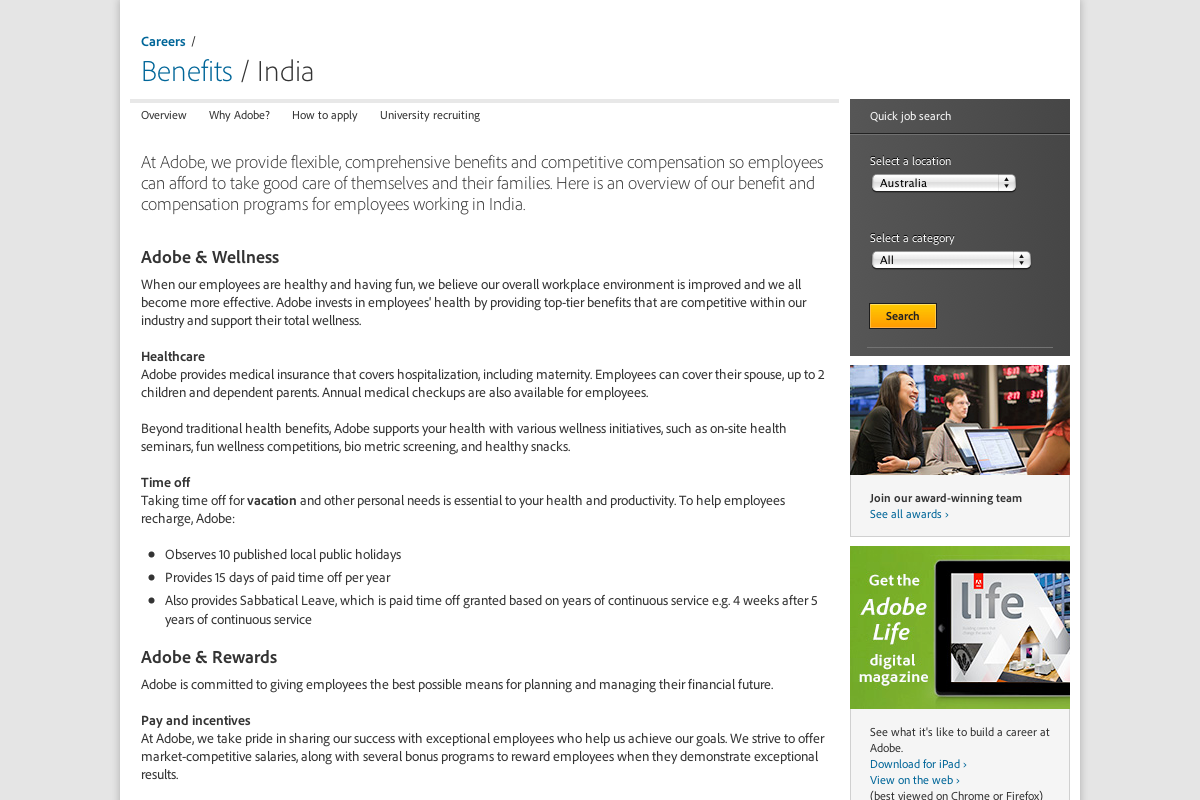 Careers /
Benefits / India
Overview Why Adobe? How to apply University recruiting
At Adobe, we provide flexible, comprehensive benefits and competitive compensation so employees
can afford to take good care of themselves and their families. Here is an overview of our benefit and
compensation programs for employees working in India.
Adobe & Wellness
When our employees are healthy and having fun, we believe our overall workplace environment is improved and we all
become more effective. Adobe invests in employees' health by providing top-tier benefits that are competitive within our
industry and support their total wellness.
Healthcare
Adobe provides medical insurance that covers hospitalization, including maternity. Employees can cover their spouse, up to 2
children and dependent parents. Annual medical checkups are also available for employees.
Beyond traditional health benefits, Adobe supports your health with various wellness initiatives, such as on-site health
seminars, fun wellness competitions, bio metric screening, and healthy snacks.
Time off
Taking time off for vacation and other personal needs is essential to your health and productivity. To help employees
recharge, Adobe:
• Observes 10 published local public holidays
• Provides 15 days of paid time off per year
• Also provides Sabbatical Leave, which is paid time off granted based on years of continuous service e.g. 4 weeks after 5
years of continuous service
Adobe & Rewards
Adobe is committed to giving employees the best possible means for planning and managing their financial future.
Pay and incentives
At Adobe, we take pride in sharing our success with exceptional employees who help us achieve our goals. We strive to offer
market-competitive salaries, along with several bonus programs to reward employees when they demonstrate exceptional
results.
Quick job search
Select a location
Australia
Select a category
All
Search
Join our award-winning team
See all awards ›
Get the
Adobe
Life
digital
magazine
life
See what it's like to build a career at
Adobe.
Download for iPad ›
View on the web ›
(best viewed on Chrome or Firefox)